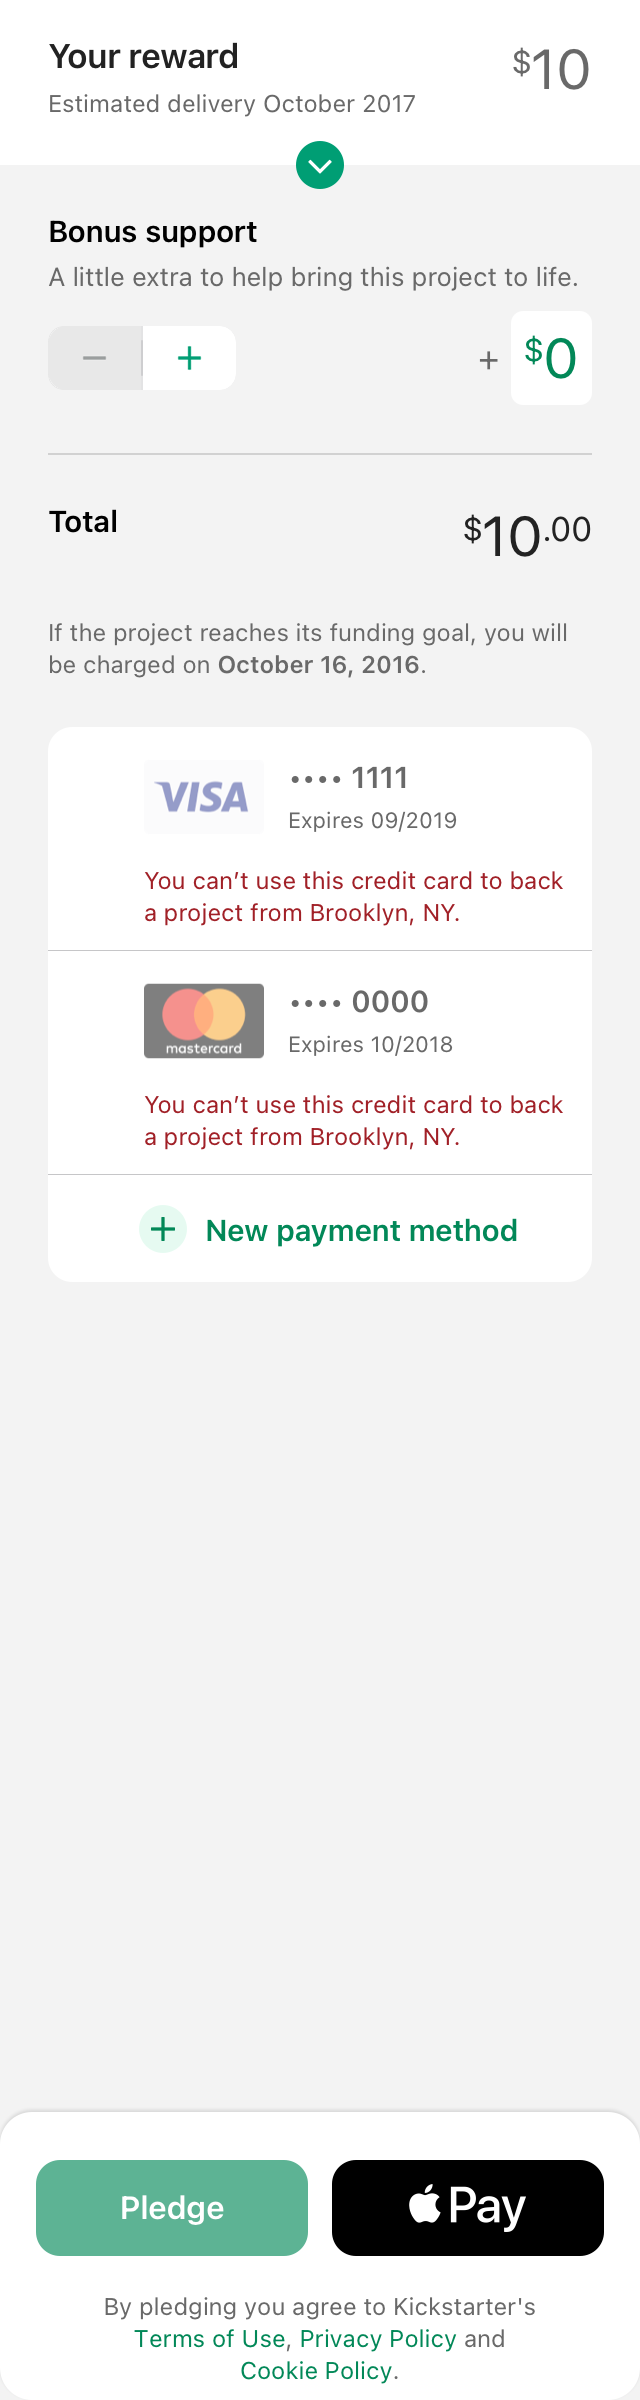 Your reward
$10
Estimated delivery October 2017
Bonus support
A little extra to help bring this project to life.
− +
+ $0
Total
$10.00
If the project reaches its funding goal, you will
be charged on October 16, 2016.
VISA
•••• 1111
Expires 09/2019
You can’t use this credit card to back
a project from Brooklyn, NY.
mastercard
•••• 0000
Expires 10/2018
You can’t use this credit card to back
a project from Brooklyn, NY.
+ New payment method
Pledge
Pay
By pledging you agree to Kickstarter's
Terms of Use, Privacy Policy and
Cookie Policy.